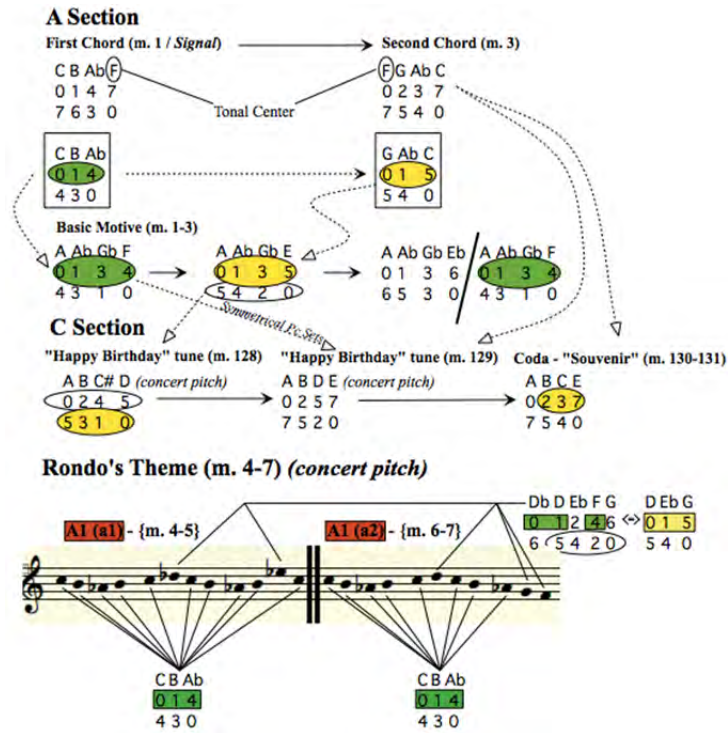 A Section
First Chord (m. 1 / Signal) Second Chord (m. 3)
C B Ab F F G Ab C
0 1 4 7 0 2 3 7
7 6 3 0 Tonal Center 7 5 4 0
C B Ab G Ab C
0 1 4 0 1 5
4 3 0 5 4 0
Basic Motive (m. 1-3)
A Ab Gb F A Ab Gb E A Ab Gb Eb A Ab Gb F
0 1 3 4 0 1 3 5 0 1 3 6 0 1 3 4
4 3 1 0 5 4 2 0 6 5 3 0 4 3 1 0
Symmetrical Pc Sets
C Section
"Happy Birthday" tune (m. 128) "Happy Birthday" tune (m. 129) Coda - "Souvenir" (m. 130-131)
A B C# D (concert pitch) A B D E (concert pitch) A B C E
0 2 4 5 0 2 5 7 0 2 3 7
5 3 1 0 7 5 2 0 7 5 4 0
Rondo's Theme (m. 4-7) (concert pitch)
Db D Eb F G D Eb G
A1 (a1) - {m. 4-5} A1 (a2) - {m. 6-7} 0 1 2 4 6 <-> 0 1 5
6 5 4 2 0 5 4 0
C B Ab C B Ab
0 1 4 0 1 4
4 3 0 4 3 0